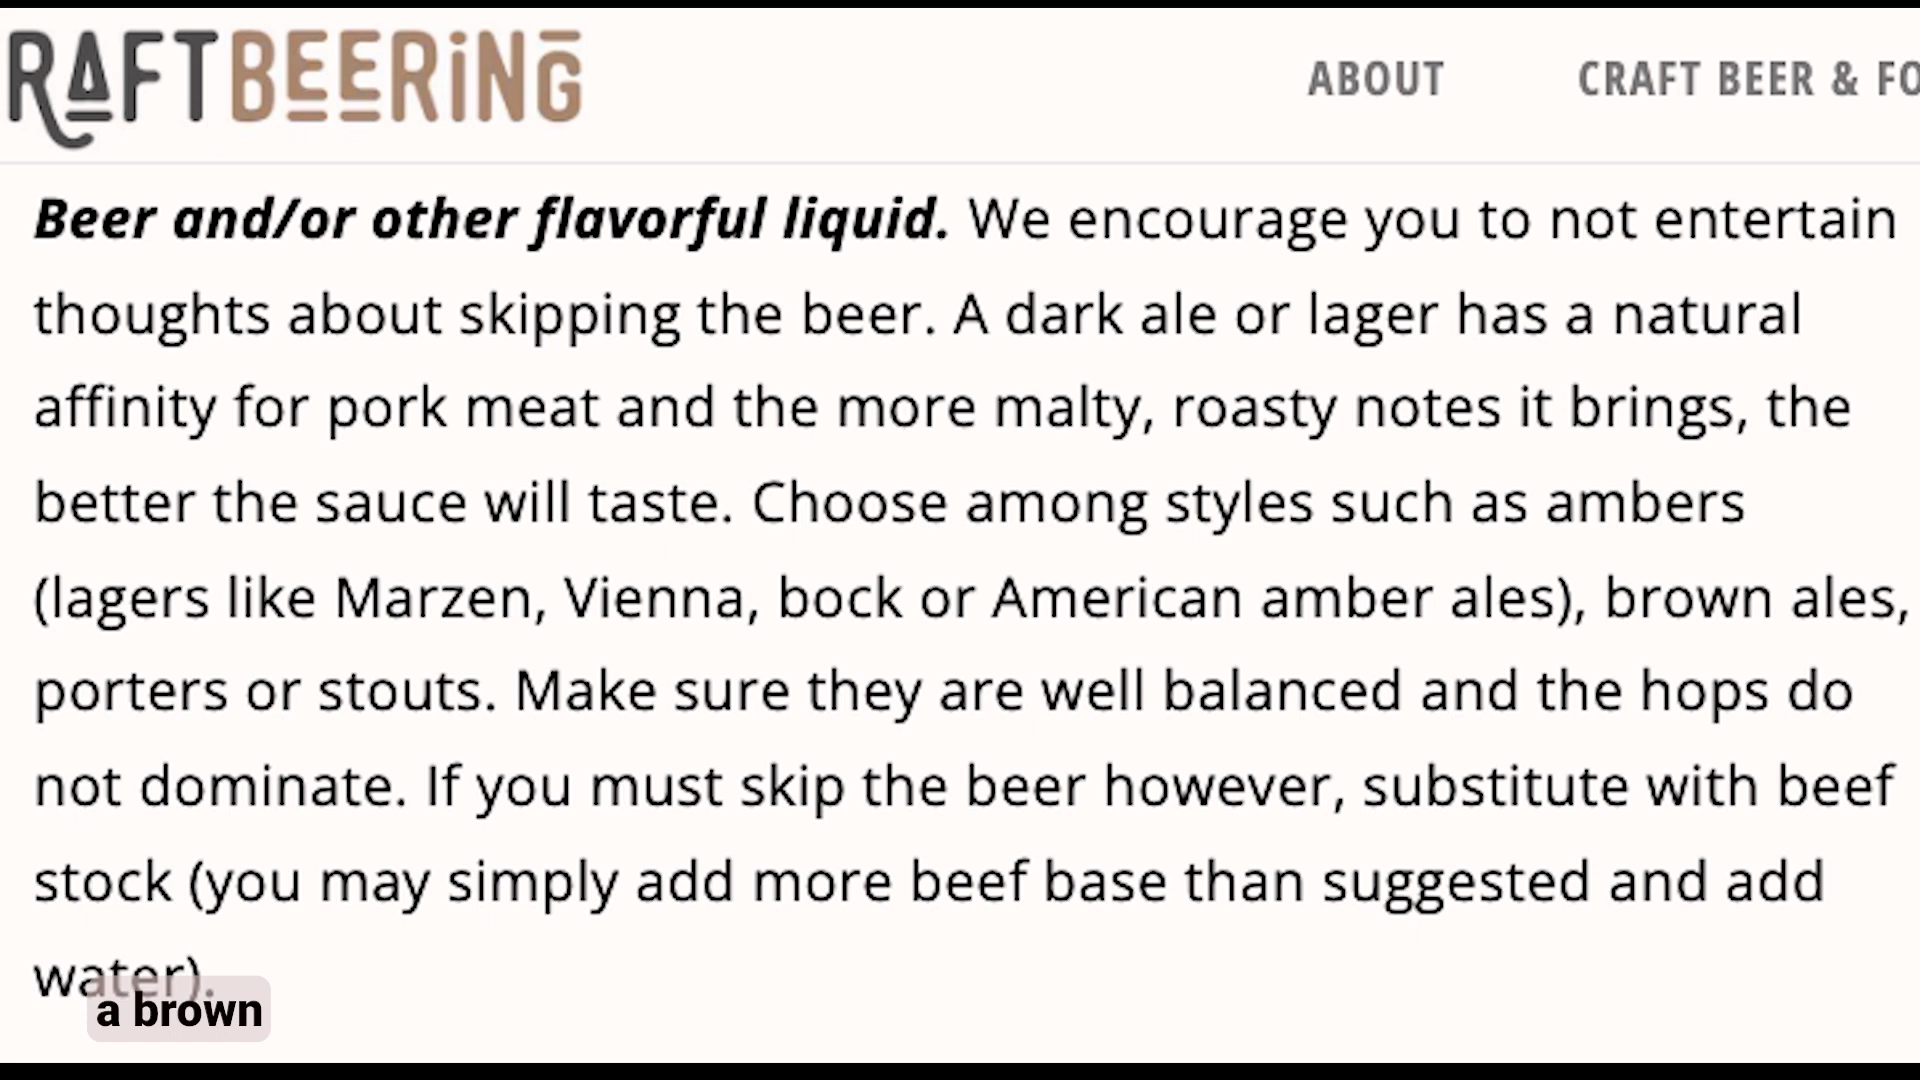 RAFTBEERiNG
ABOUT
CRAFT BEER & FO
Beer and/or other flavorful liquid. We encourage you to not entertain
thoughts about skipping the beer. A dark ale or lager has a natural
affinity for pork meat and the more malty, roasty notes it brings, the
better the sauce will taste. Choose among styles such as ambers
(lagers like Marzen, Vienna, bock or American amber ales), brown ales,
porters or stouts. Make sure they are well balanced and the hops do
not dominate. If you must skip the beer however, substitute with beef
stock (you may simply add more beef base than suggested and add
water).
a brown